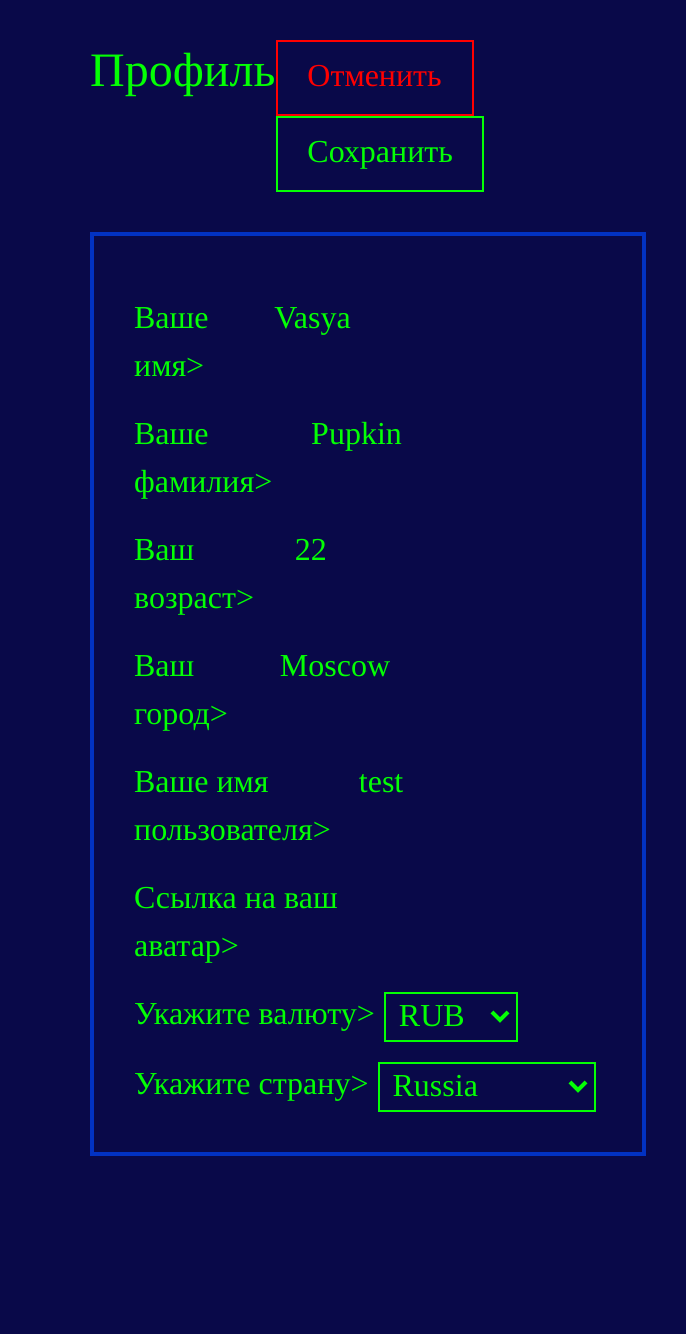 Профиль Отменить
Сохранить
Ваше Vasya
имя>
Ваше Pupkin
фамилия>
Ваш 22
возраст>
Ваш Moscow
город>
Ваше имя test
пользователя>
Ссылка на ваш
аватар>
Укажите валюту> RUB
Укажите страну> Russia